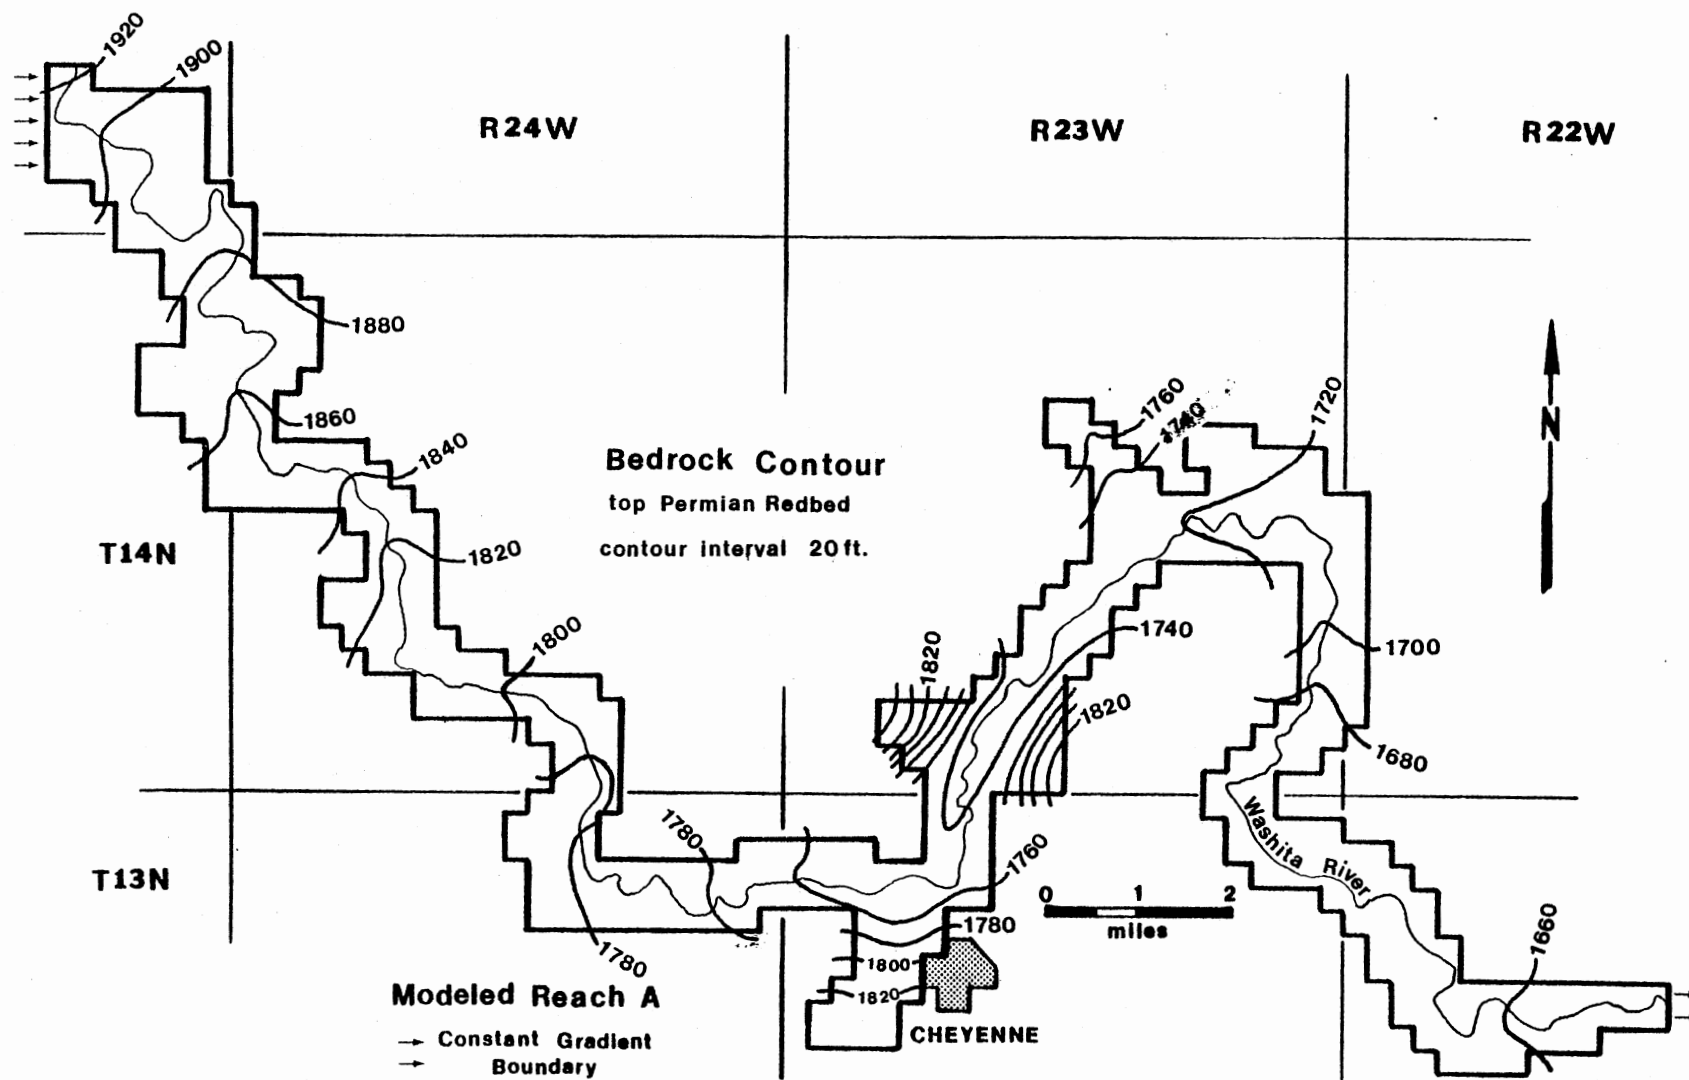 1920
1900
R24W
R23W
R22W
1880
1860
1840
1820
1800
1760
1740
1720
N
Bedrock Contour
top Permian Redbed
contour interval 20 ft.
T14N
1820
1740
1820
1700
1680
T13N
1780
1780
1760
1780
1800
1820
Washita River
0 1 2
miles
1660
Modeled Reach A
Constant Gradient
Boundary
CHEYENNE